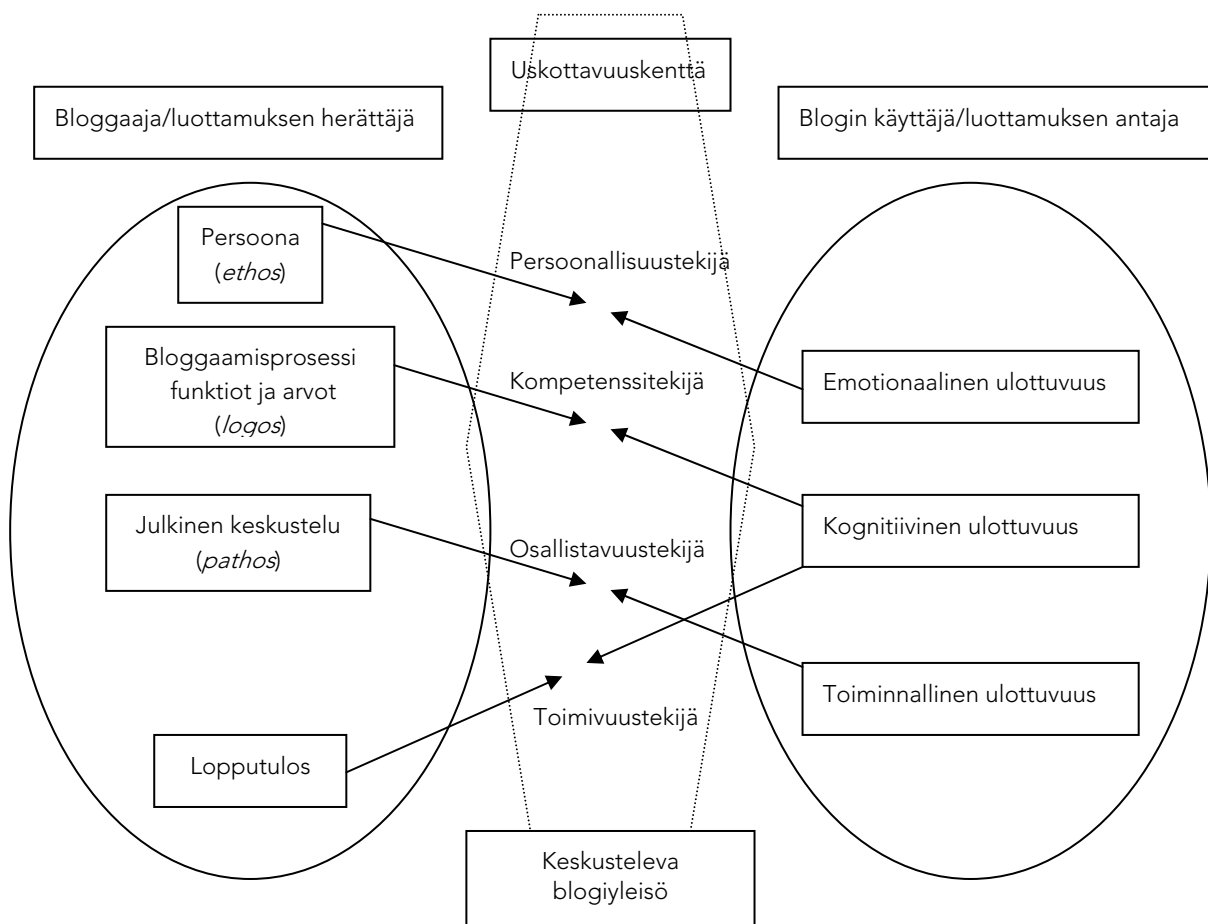 Uskottavuuskenttä
Bloggaaja/luottamuksen herättäjä
Blogin käyttäjä/luottamuksen antaja
Persoona
(ethos)
Persoonallisuustekijä
Bloggaamisprosessi
funktiot ja arvot
(logos)
Kompetenssitekijä
Emotionaalinen ulottuvuus
Julkinen keskustelu
(pathos)
Osallistavuustekijä
Kognitiivinen ulottuvuus
Toiminnallinen ulottuvuus
Toimivuustekijä
Lopputulos
Keskusteleva
blogiyleisö